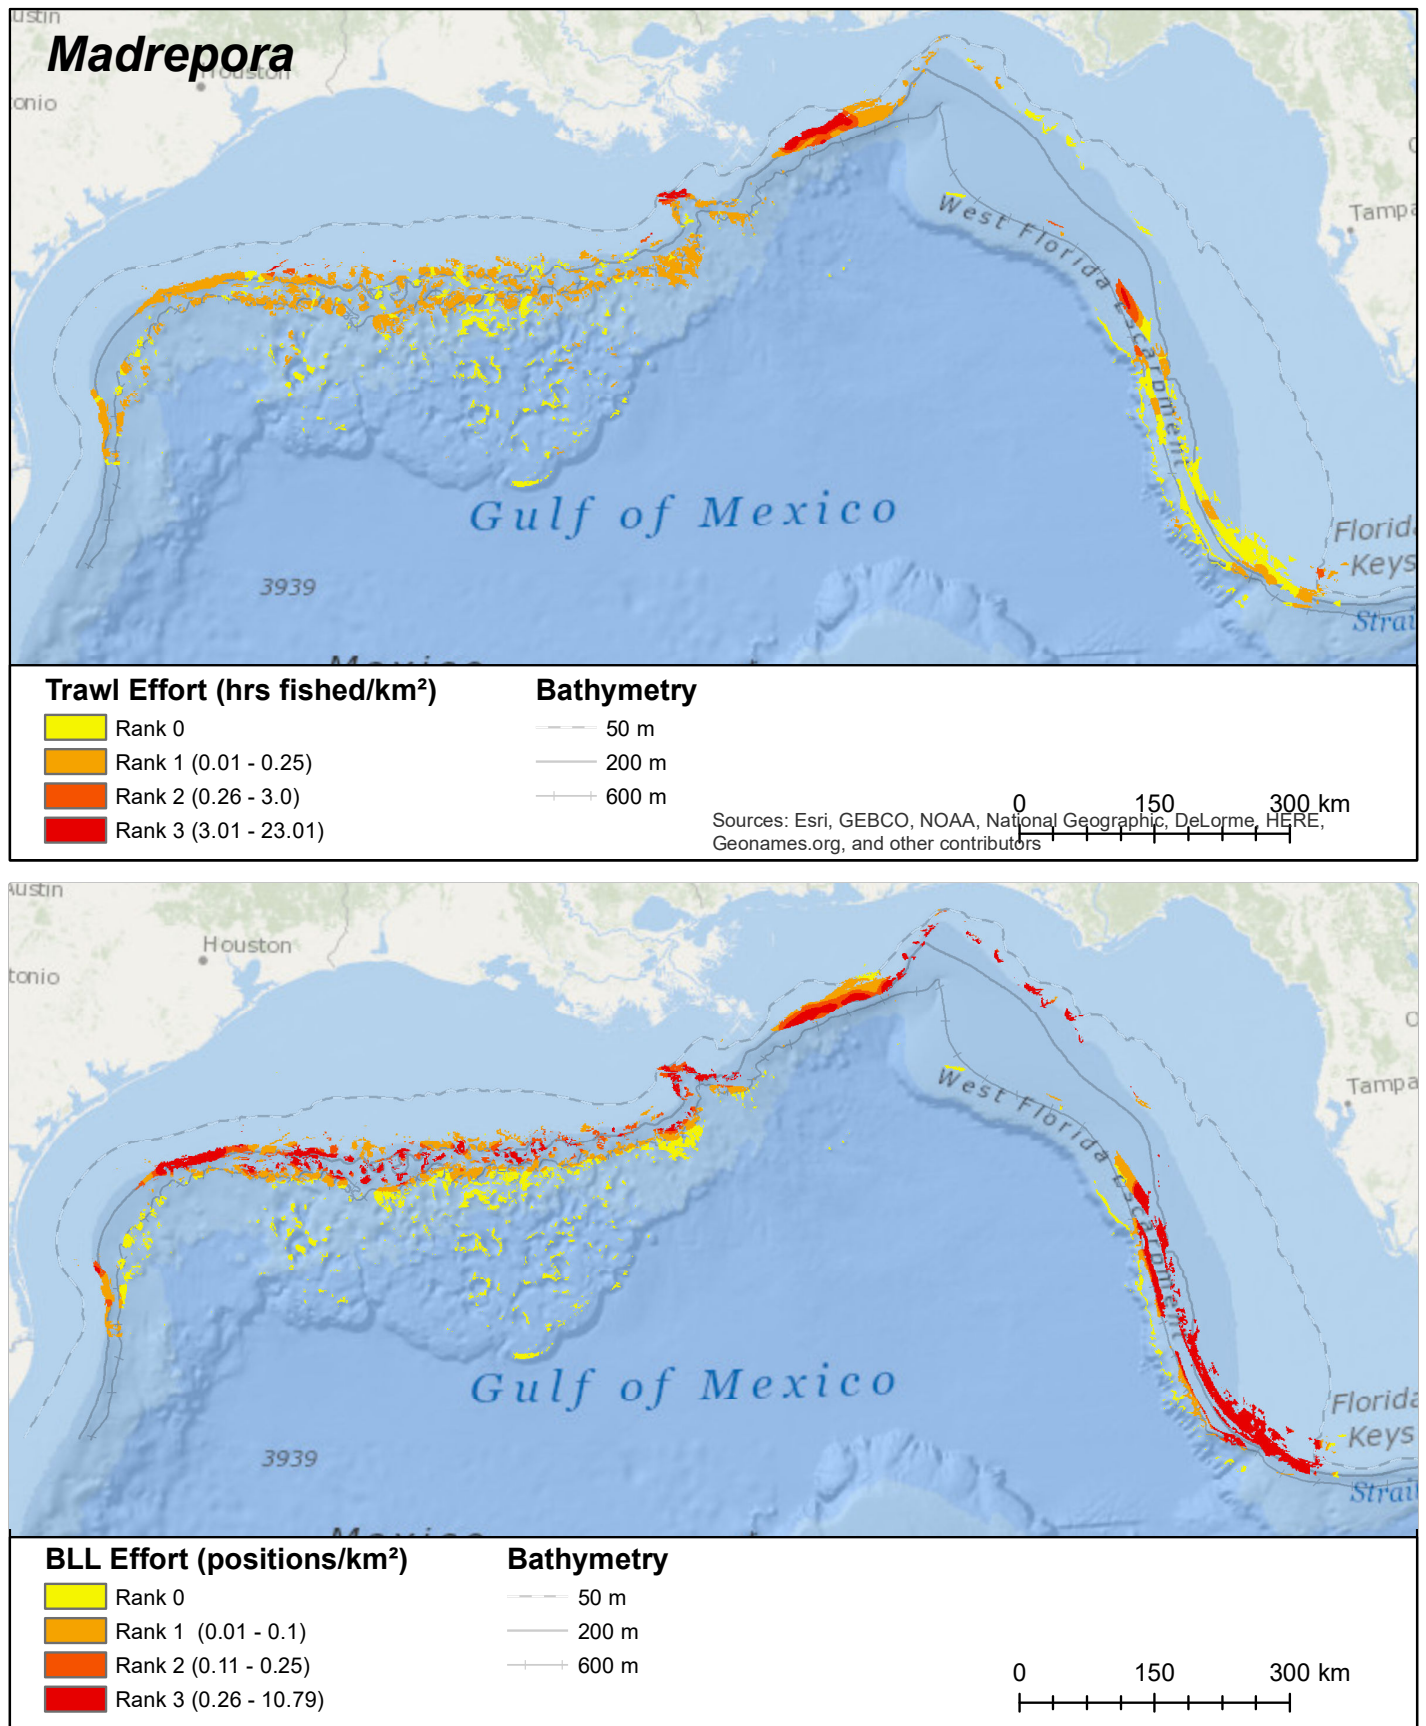 ustin
Madrepora
Houston
onio
Tampa
West Florida Escarpment
Gulf of Mexico
Florida
Keys
3939
Strai
Mexico
Trawl Effort (hrs fished/km²)
Rank 0
Rank 1 (0.01 - 0.25)
Rank 2 (0.26 - 3.0)
Rank 3 (3.01 - 23.01)
Bathymetry
50 m
200 m
600 m
0 150 300 km
Sources: Esri, GEBCO, NOAA, National Geographic, DeLorme, HERE,
Geonames.org, and other contributors
Austin
Houston
tonio
O
Tampa
West Florida Escarpment
Gulf of Mexico
Florida
Keys
3939
Strai
Mexico
BLL Effort (positions/km²)
Rank 0
Rank 1 (0.01 - 0.1)
Rank 2 (0.11 - 0.25)
Rank 3 (0.26 - 10.79)
Bathymetry
50 m
200 m
600 m
0 150 300 km